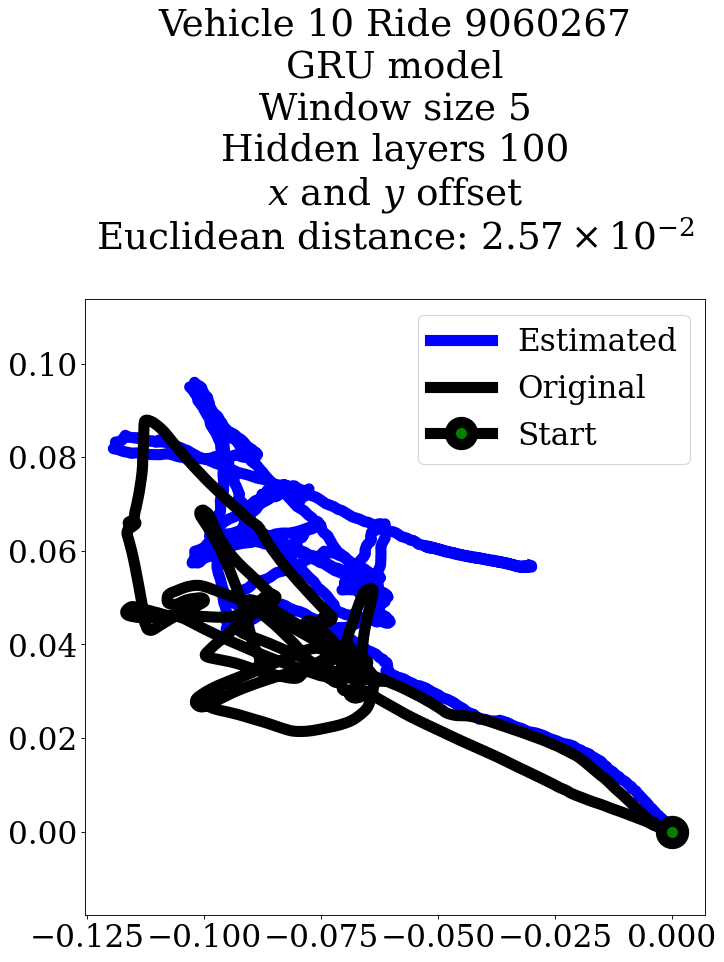 Vehicle 10 Ride 9060267
GRU model
Window size 5
Hidden layers 100
x and y offset
Euclidean distance: 2.57 × 10⁻²
Estimated
Original
Start
0.10
0.08
0.06
0.04
0.02
0.00
−0.125 −0.100 −0.075 −0.050 −0.025 0.000